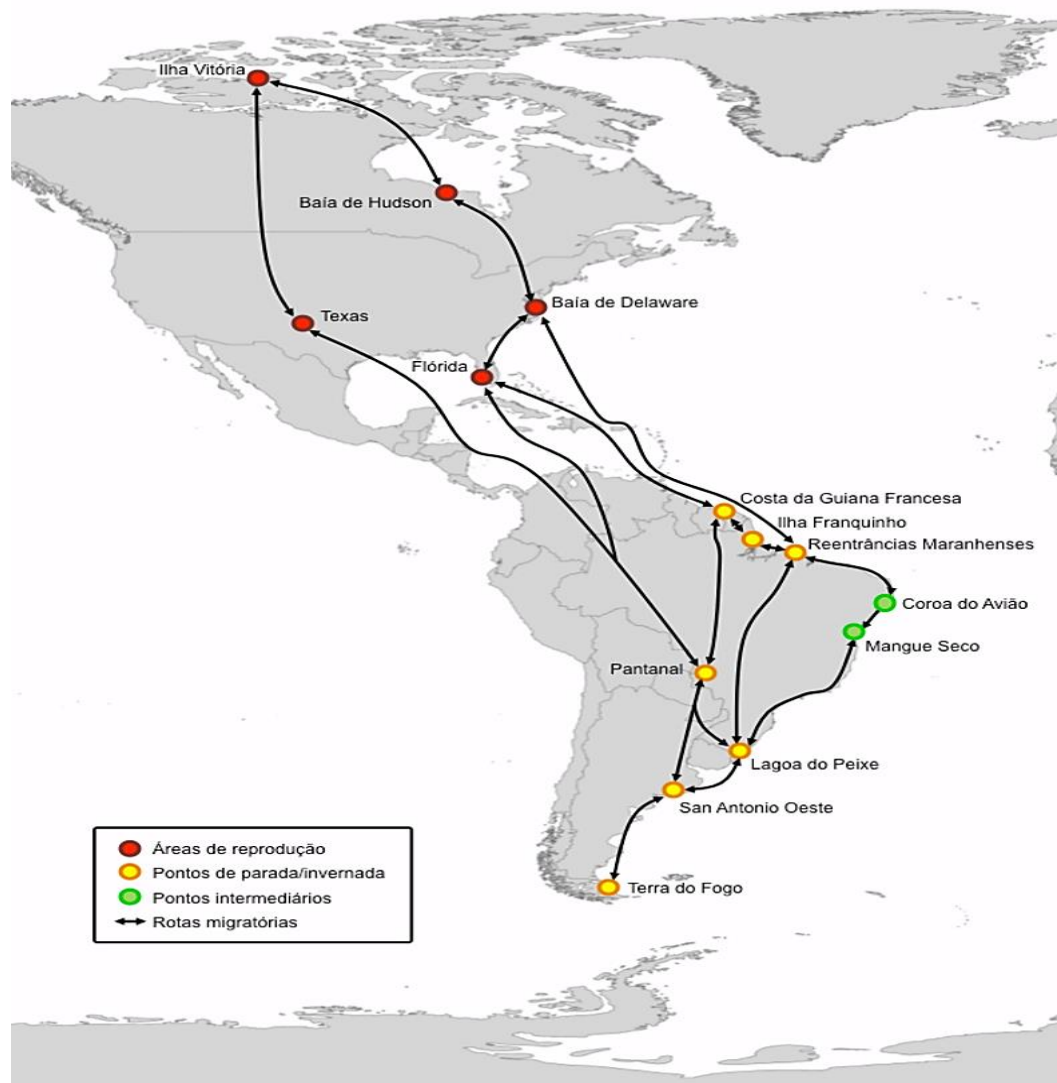 Ilha Vitória
Baía de Hudson
Baía de Delaware
Texas
Flórida
Costa da Guiana Francesa
Ilha Franquinho
Reentrâncias Maranhenses
Coroa do Avião
Mangue Seco
Pantanal
Lagoa do Peixe
San Antonio Oeste
Terra do Fogo
Áreas de reprodução
Pontos de parada/invernada
Pontos intermediários
Rotas migratórias